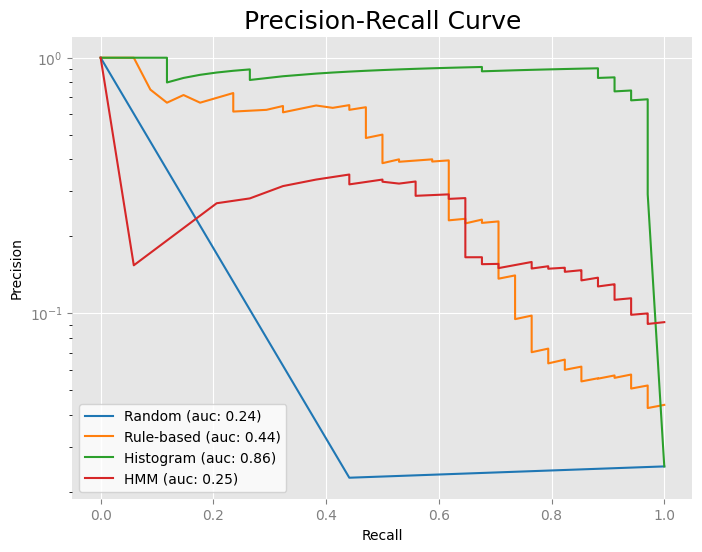 Precision-Recall Curve
Precision
10⁰
10⁻¹
Random (auc: 0.24)
Rule-based (auc: 0.44)
Histogram (auc: 0.86)
HMM (auc: 0.25)
0.0 0.2 0.4 0.6 0.8 1.0
Recall